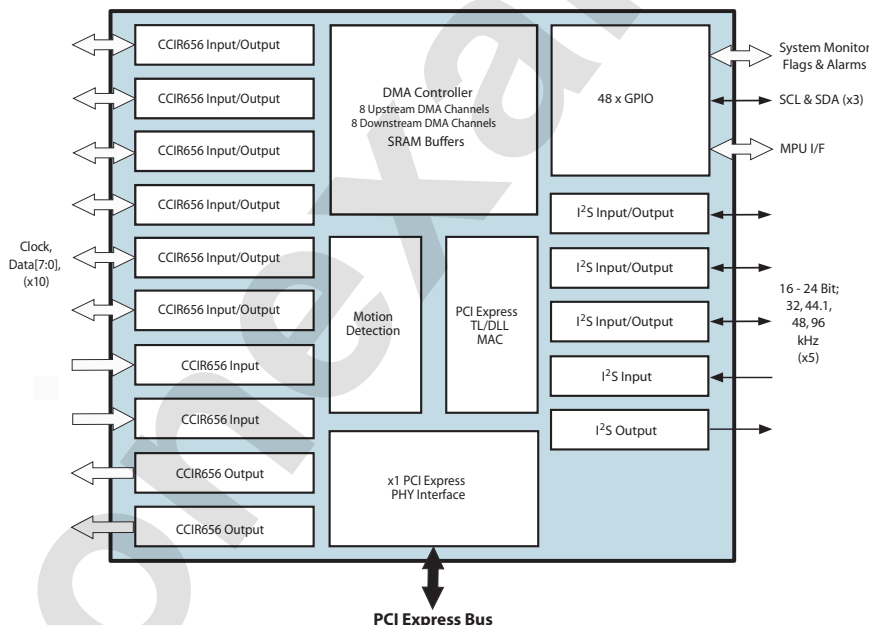 CCIR656 Input/Output
CCIR656 Input/Output
CCIR656 Input/Output
CCIR656 Input/Output
CCIR656 Input/Output
CCIR656 Input/Output
CCIR656 Input
CCIR656 Input
CCIR656 Output
CCIR656 Output
Clock,
Data[7:0],
(x10)
DMA Controller
8 Upstream DMA Channels
8 Downstream DMA Channels
SRAM Buffers
Motion
Detection
PCI Express
TL/DLL
MAC
x1 PCI Express
PHY Interface
48 x GPIO
I²S Input/Output
I²S Input/Output
I²S Input/Output
I²S Input
I²S Output
System Monitor
Flags & Alarms
SCL & SDA (x3)
MPU I/F
16 - 24 Bit;
32, 44.1,
48, 96
kHz
(x5)
PCI Express Bus
onexa